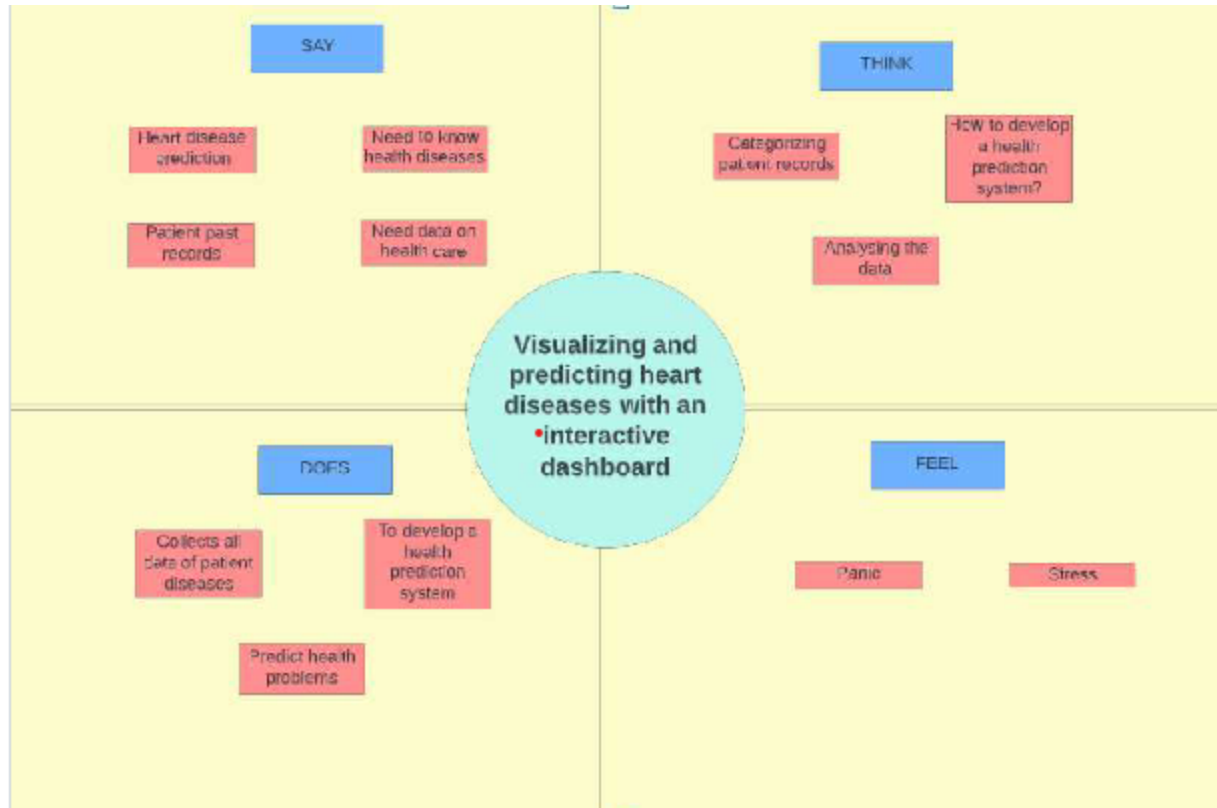 SAY
Heart disease
prediction
Need to know
health diseases
Patient past
records
Need data on
health care
THINK
Categorizing
patient records
How to develop
a health
prediction
system?
Analysing the
data
Visualizing and
predicting heart
diseases with an
interactive
dashboard
DOES
Collects all
data of patient
diseases
To develop a
health
prediction
system
Predict health
problems
FEEL
Panic
Stress